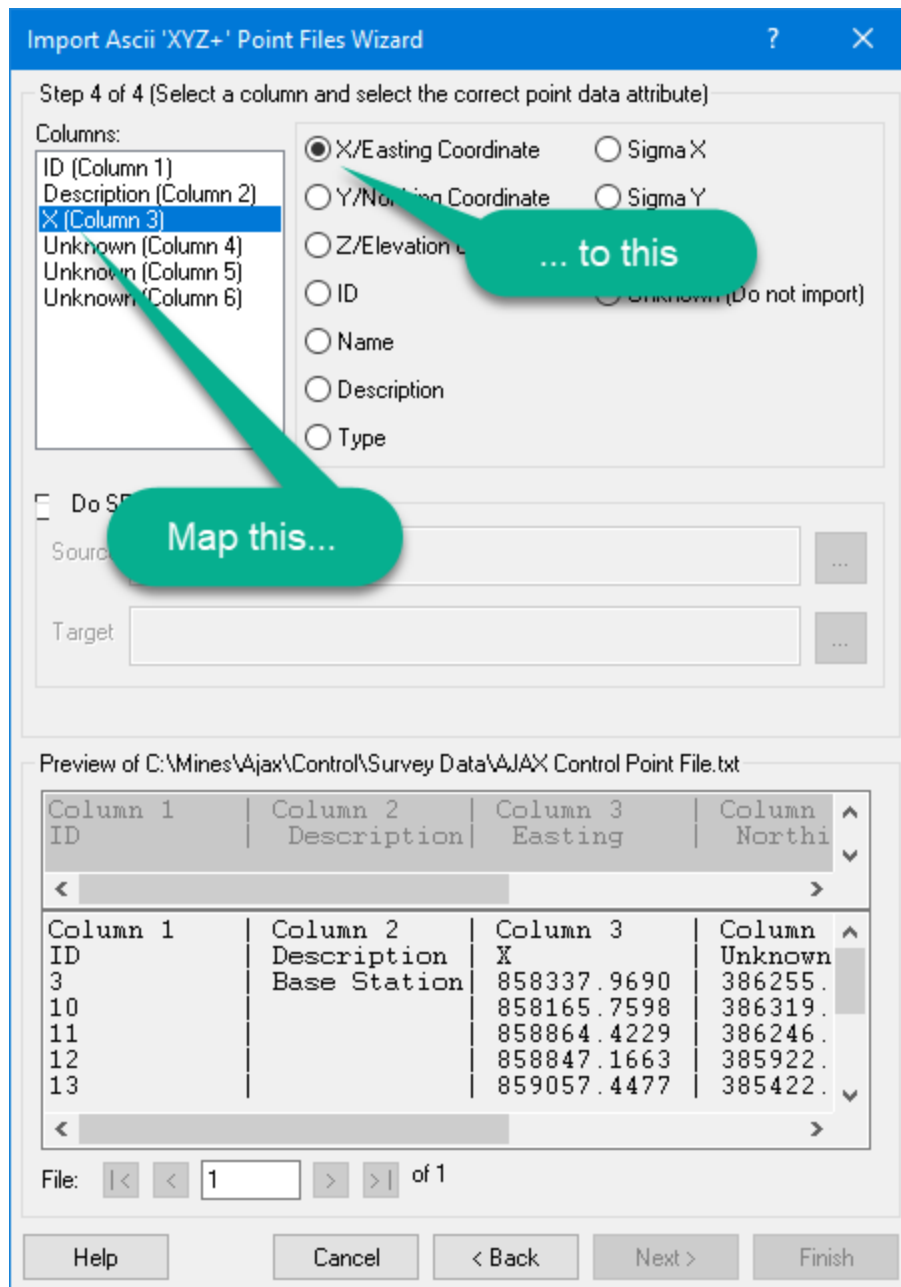 Import Ascii 'XYZ+' Point Files Wizard ? ×
Step 4 of 4 (Select a column and select the correct point data attribute)
Columns:
ID (Column 1)
Description (Column 2)
X (Column 3)
Unknown (Column 4)
Unknown (Column 5)
Unknown (Column 6)
X/Easting Coordinate
Sigma X
Coordinate
Sigma Y
Z/Elevation
... to this
ID
(Do not import)
Name
Description
Type
Do
Map this...
Target
...
...
Preview of C:\Mines\Ajax\Control\Survey Data\AJAX Control Point File.txt
Column 1 | Column 2 | Column 3 | Column
ID | Description| Easting | Northi
Column 1 | Column 2 | Column 3 | Column
ID | Description | X | Unknown
3 | Base Station| 858337.9690 | 386255.
10 | | 858165.7598 | 386319.
11 | | 858864.4229 | 386246.
12 | | 858847.1663 | 385922.
13 | | 859057.4477 | 385422.
File: |< < 1 > >| of 1
Help Cancel < Back Next > Finish